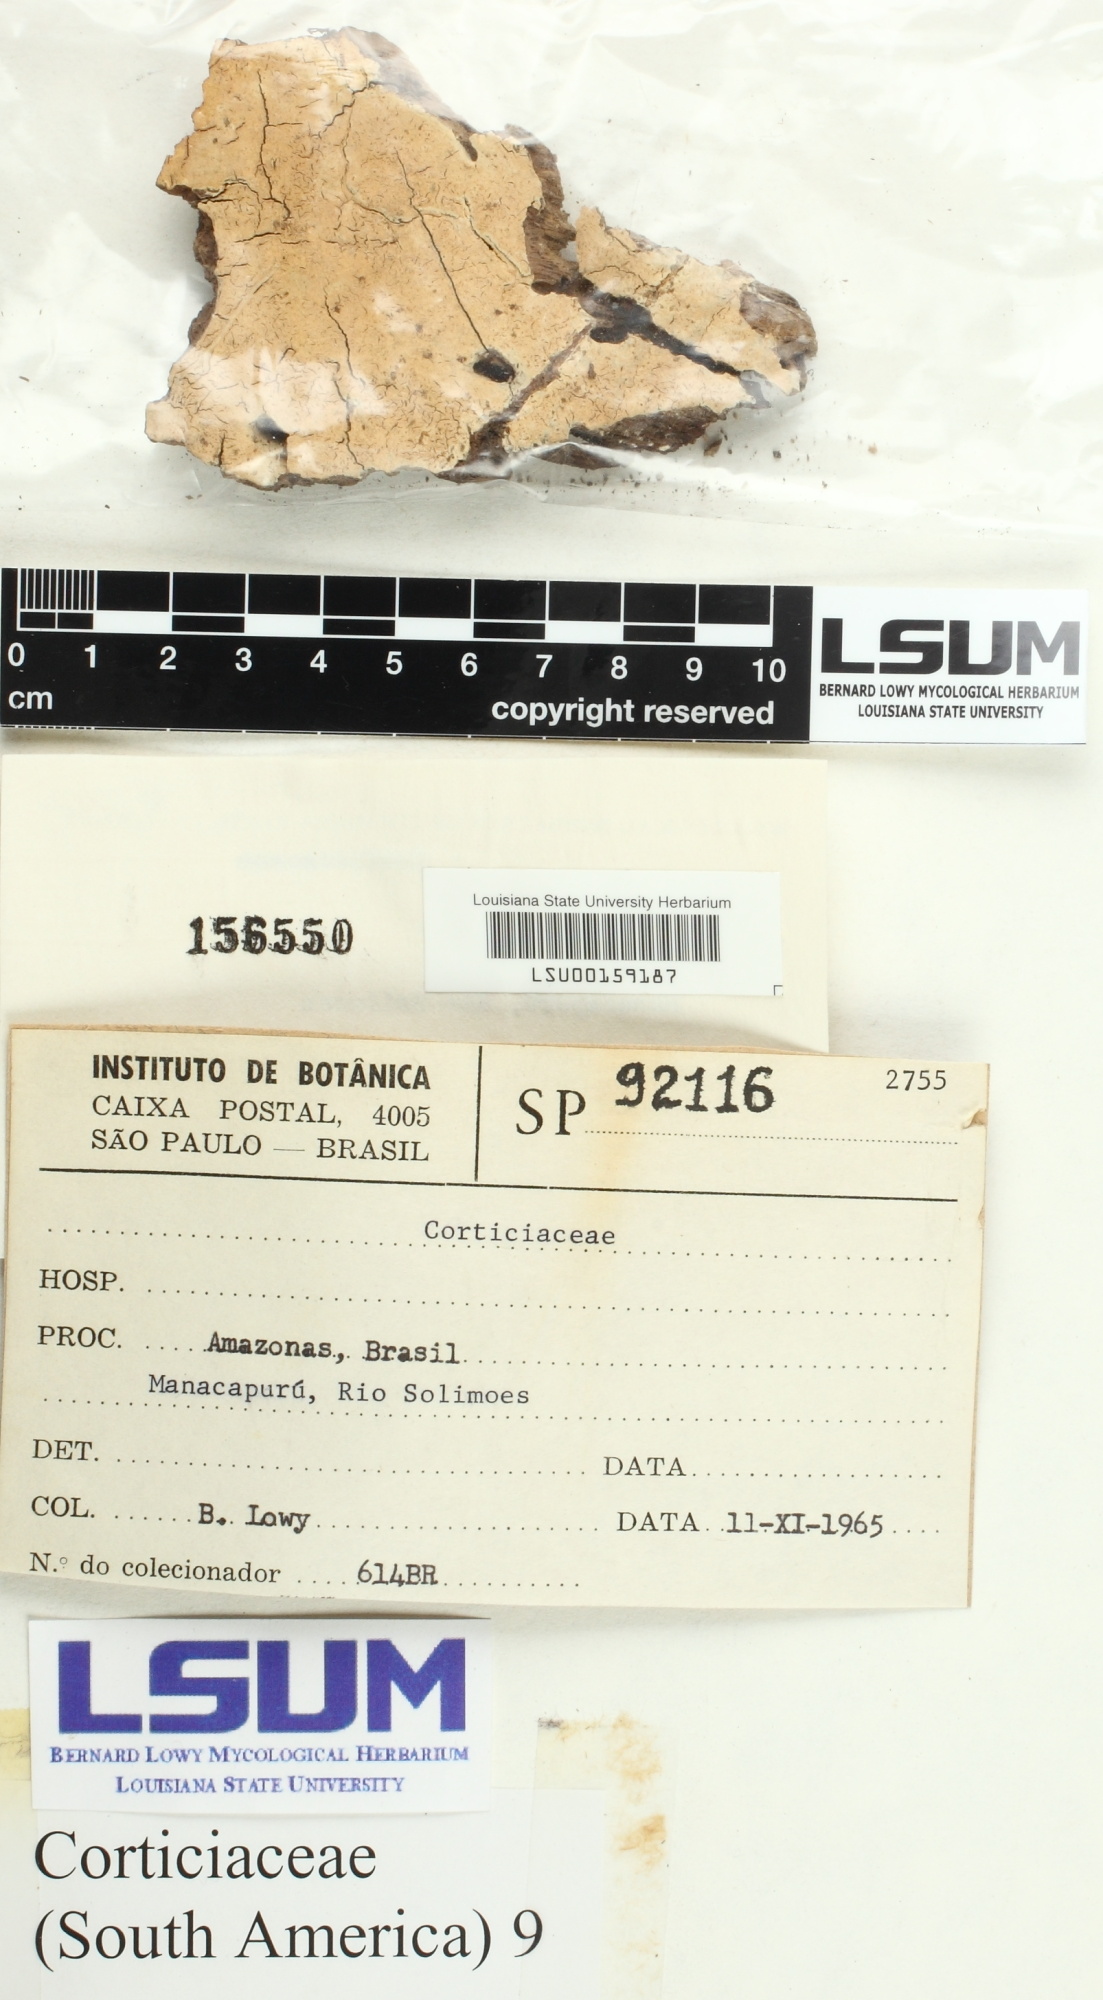 0 1 2 3 4 5 6 7 8 9 10
cm
copyright reserved
LSUM
BERNARD LOWY MYCOLOGICAL HERBARIUM
LOUISIANA STATE UNIVERSITY
156550
Louisiana State University Herbarium
LSU00159187
INSTITUTO DE BOTÂNICA
CAIXA POSTAL, 4005
SÃO PAULO — BRASIL
SP 92116 2755
Corticiaceae
HOSP.
PROC. Amazonas, Brasil
Manacapurú, Rio Solimoes
DET. DATA
COL. B. Lowy DATA 11-XI-1965
N.º do colecionador 614BR
LSUM
BERNARD LOWY MYCOLOGICAL HERBARIUM
LOUISIANA STATE UNIVERSITY
Corticiaceae
(South America) 9